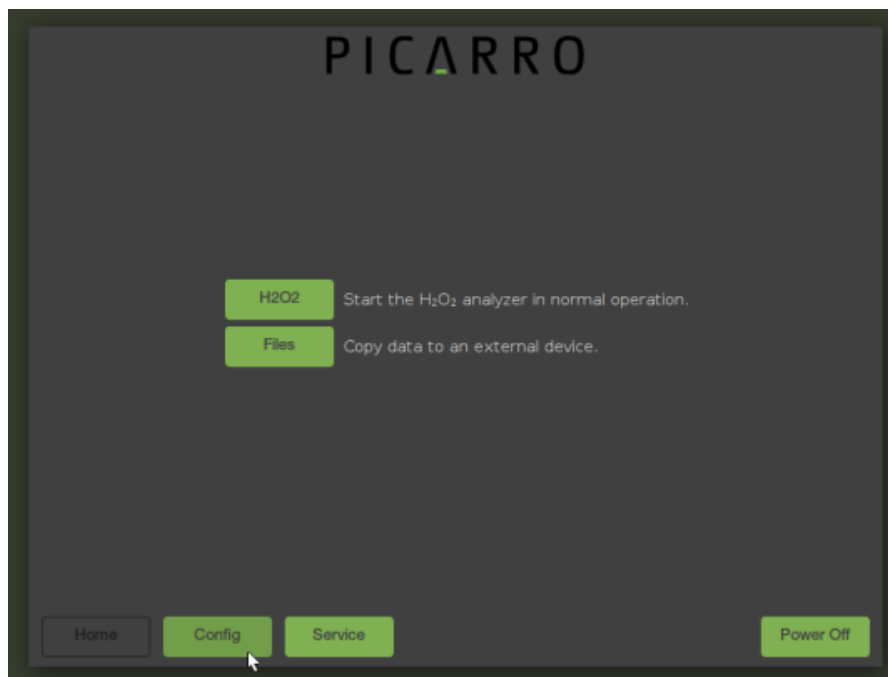 PICARRO
H2O2 Start the H₂O₂ analyzer in normal operation.
Files Copy data to an external device.
Home Config Service Power Off